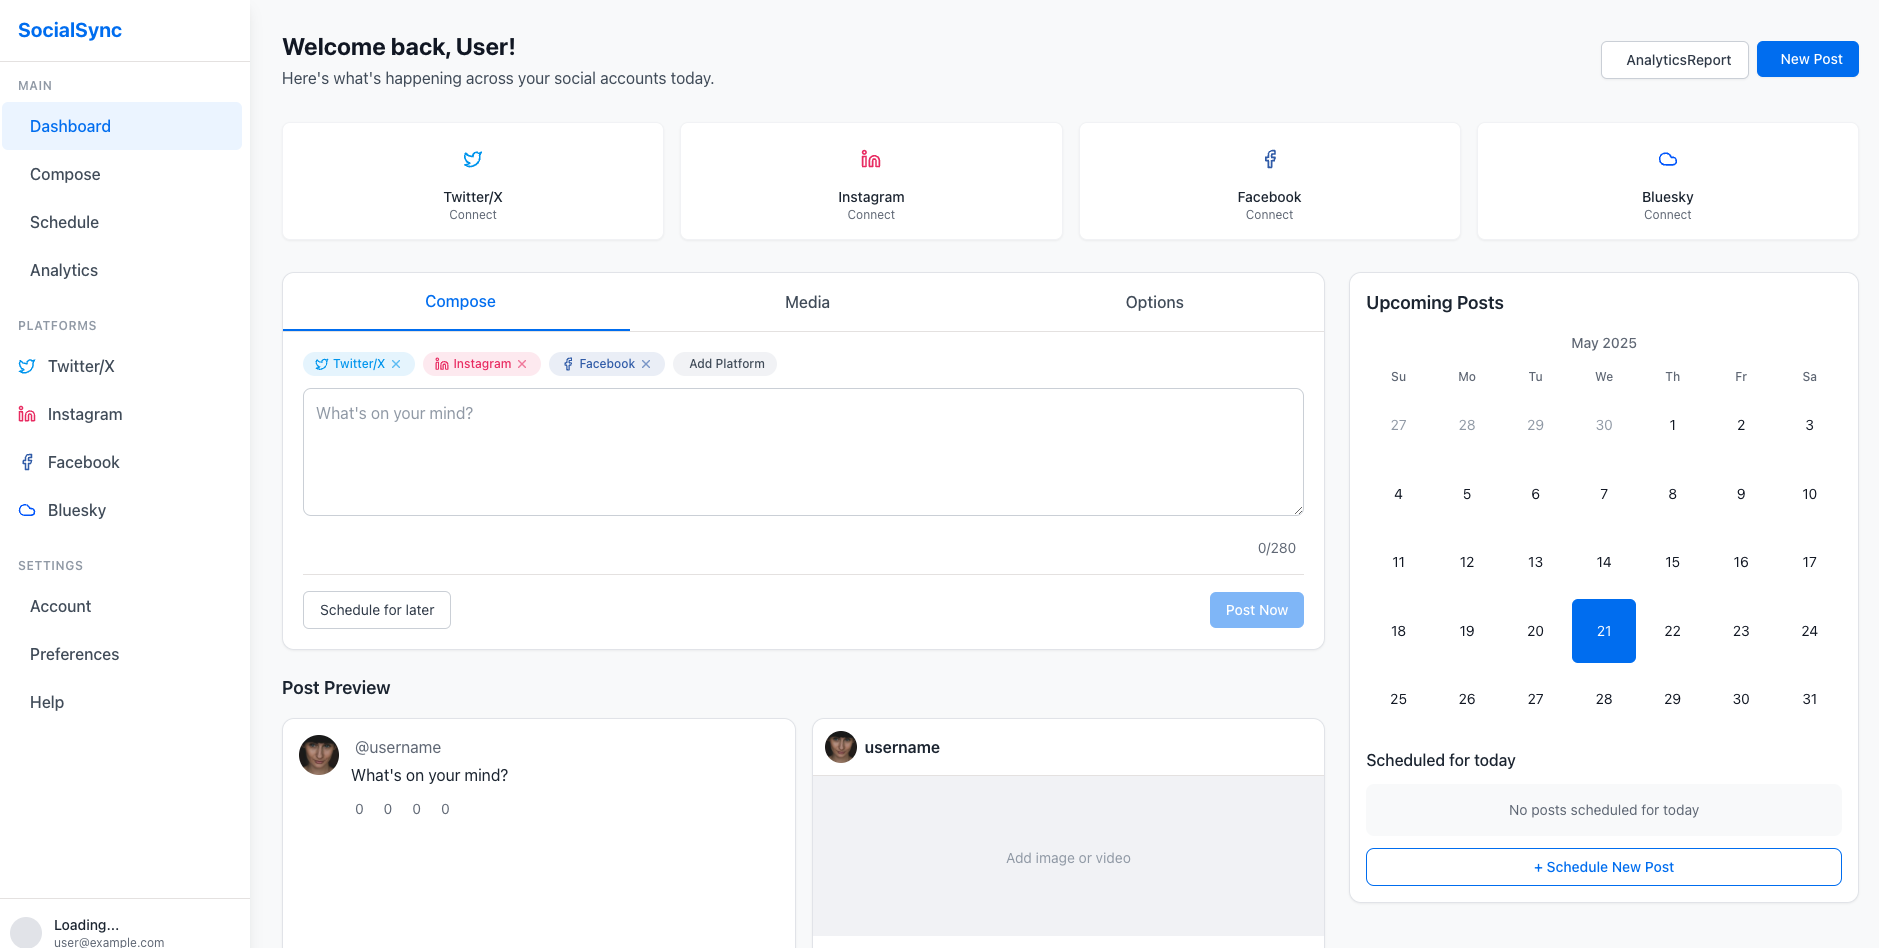 SocialSync
MAIN
Dashboard
Compose
Schedule
Analytics
PLATFORMS
Twitter/X
Instagram
Facebook
Bluesky
SETTINGS
Account
Preferences
Help
Loading...
user@example.com
Welcome back, User!
Here's what's happening across your social accounts today.
AnalyticsReport
New Post
Twitter/X
Connect
Instagram
Connect
Facebook
Connect
Bluesky
Connect
Compose Media Options
Twitter/X Instagram Facebook Add Platform
What's on your mind?
0/280
Schedule for later
Post Now
Post Preview
@username
What's on your mind?
0 0 0 0
username
Add image or video
Upcoming Posts
May 2025
Su Mo Tu We Th Fr Sa
27 28 29 30 1 2 3
4 5 6 7 8 9 10
11 12 13 14 15 16 17
18 19 20 21 22 23 24
25 26 27 28 29 30 31
Scheduled for today
No posts scheduled for today
+ Schedule New Post